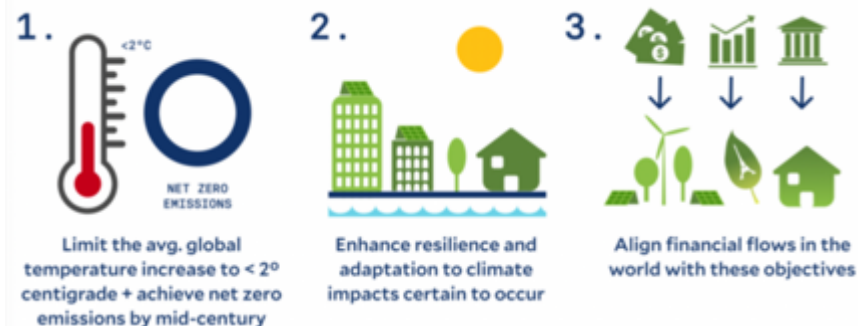 1.
<2°C
NET ZERO
EMISSIONS
Limit the avg. global
temperature increase to < 2º
centigrade + achieve net zero
emissions by mid-century
2.
Enhance resilience and
adaptation to climate
impacts certain to occur
3.
$
Align financial flows in the
world with these objectives